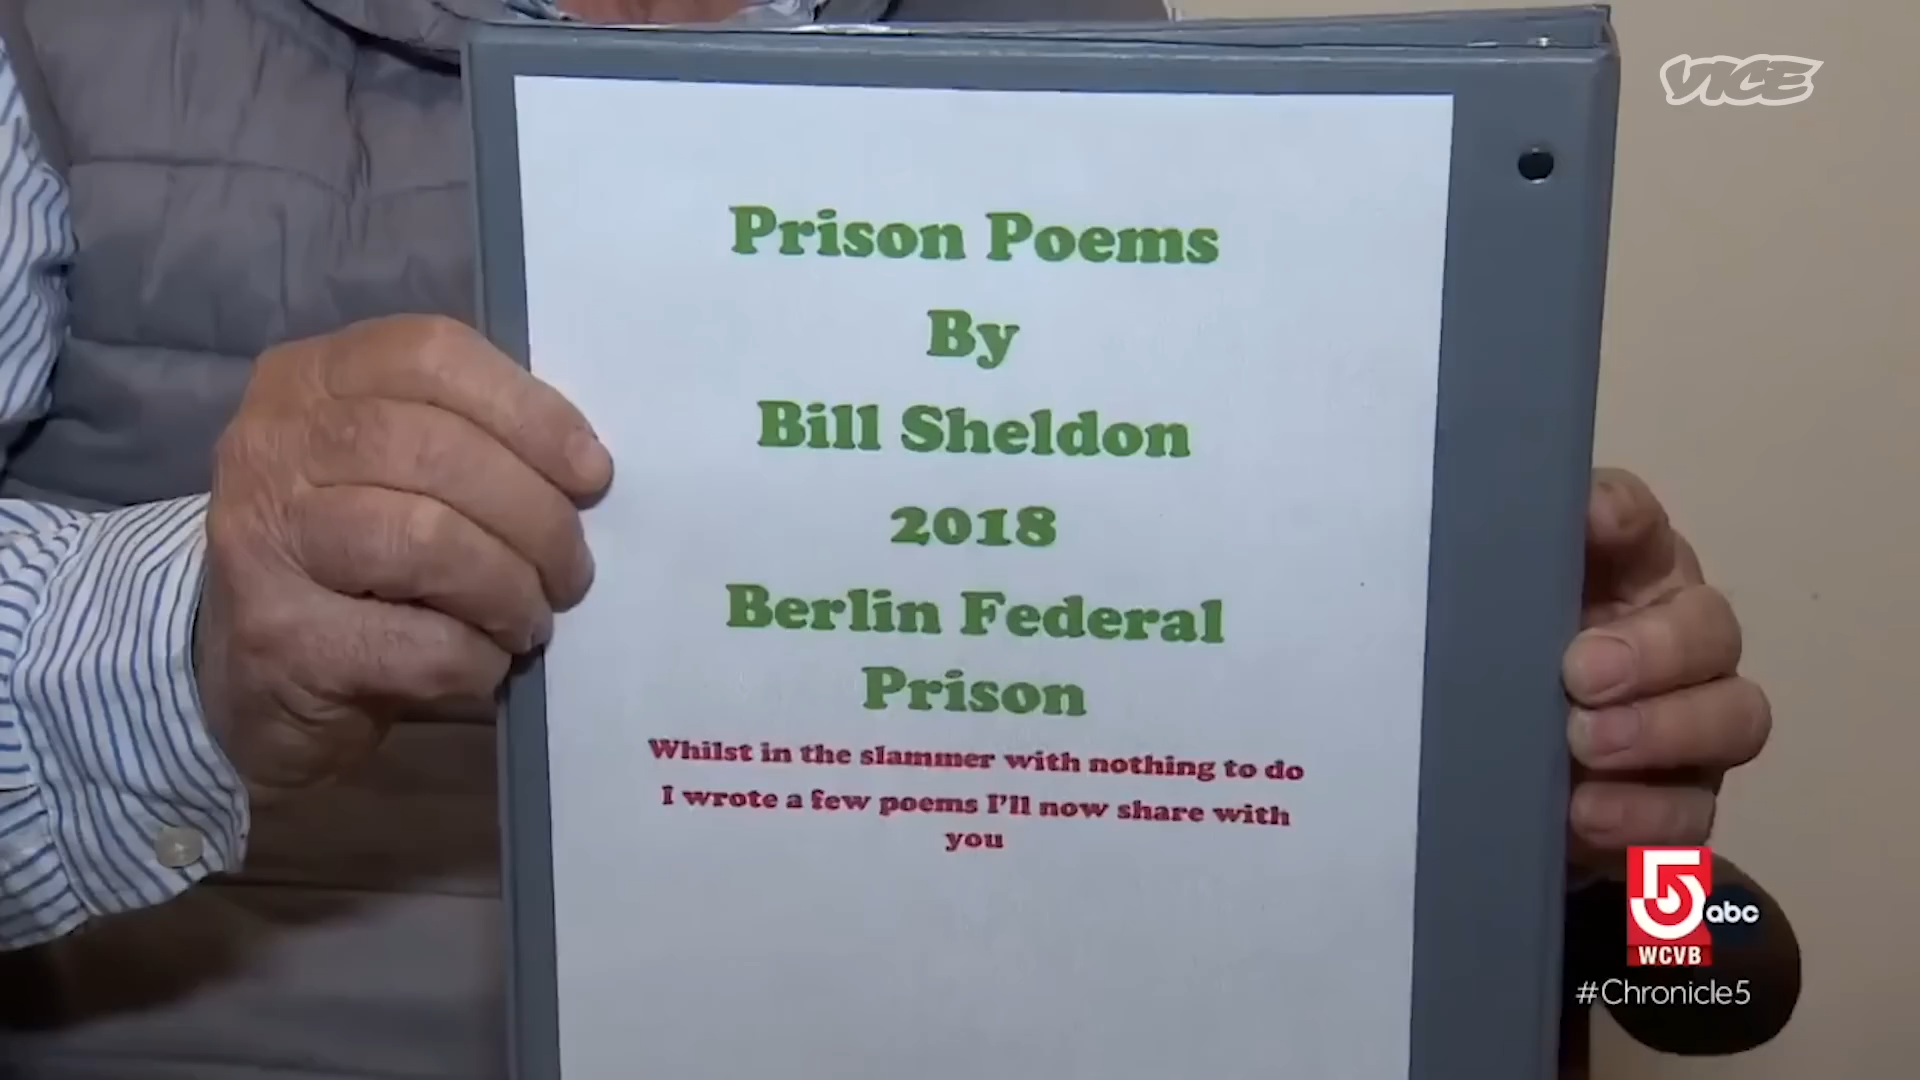 VICE
Prison Poems
By
Bill Sheldon
2018
Berlin Federal
Prison
Whilst in the slammer with nothing to do
I wrote a few poems I'll now share with
you
5 abc
WCVB
#Chronicle5